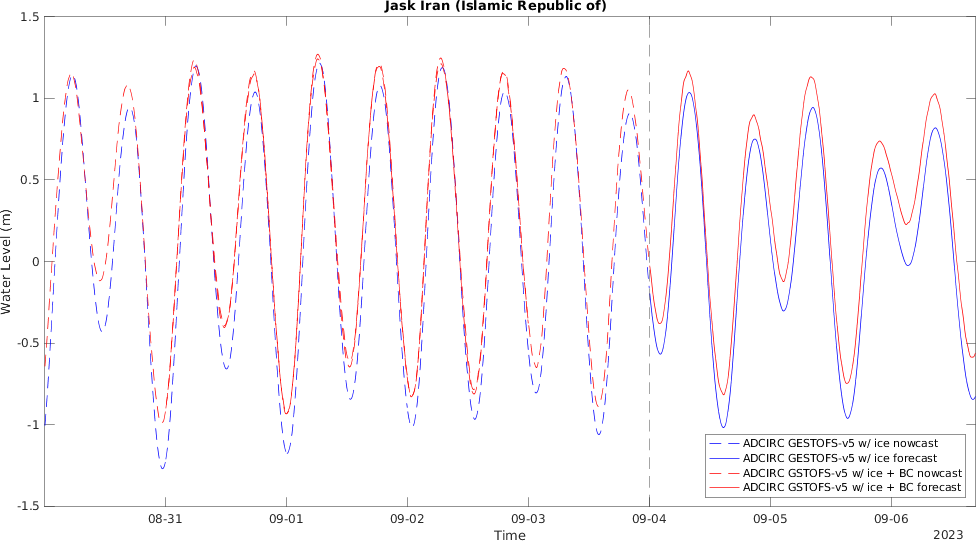 Jask Iran (Islamic Republic of)
1.5
1
0.5
0
-0.5
-1
-1.5
Water Level (m)
08-31
09-01
09-02
09-03
09-04
09-05
09-06
Time
2023
ADCIRC GESTOFS-v5 w/ ice nowcast
ADCIRC GESTOFS-v5 w/ ice forecast
ADCIRC GSTOFS-v5 w/ ice + BC nowcast
ADCIRC GSTOFS-v5 w/ ice + BC forecast